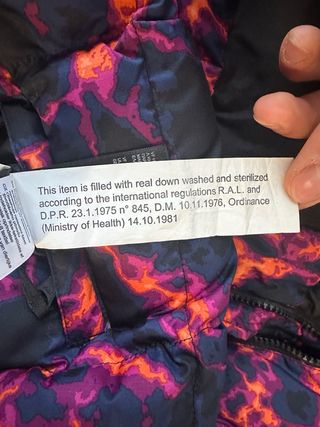 This item is filled with real down washed and sterilized
according to the international regulations R.A.L. and
D.P.R. 23.1.1975 n° 845, D.M. 10.11.1976, Ordinance
(Ministry of Health) 14.10.1981